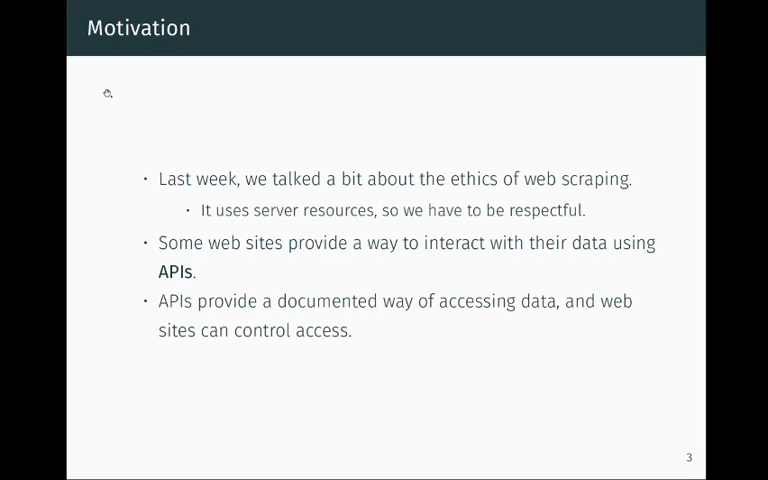 Motivation
· Last week, we talked a bit about the ethics of web scraping.
· It uses server resources, so we have to be respectful.
· Some web sites provide a way to interact with their data using
APIs.
· APIs provide a documented way of accessing data, and web
sites can control access.
3